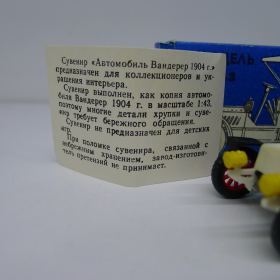 Сувенир «Автомобиль Вандерер 1904 г.»
предназначен для коллекционеров и ук-
рашения интерьера.
Сувенир выполнен, как копия автомо-
биля Вандерер 1904 г. в масштабе 1:43,
поэтому многие детали хрупки и суве-
нир требует бережного обращения.
Сувенир не предназначен для детских
игр.
При поломке сувенира, связанной с
небрежным хранением, завод-изготови-
тель претензий не принимает.